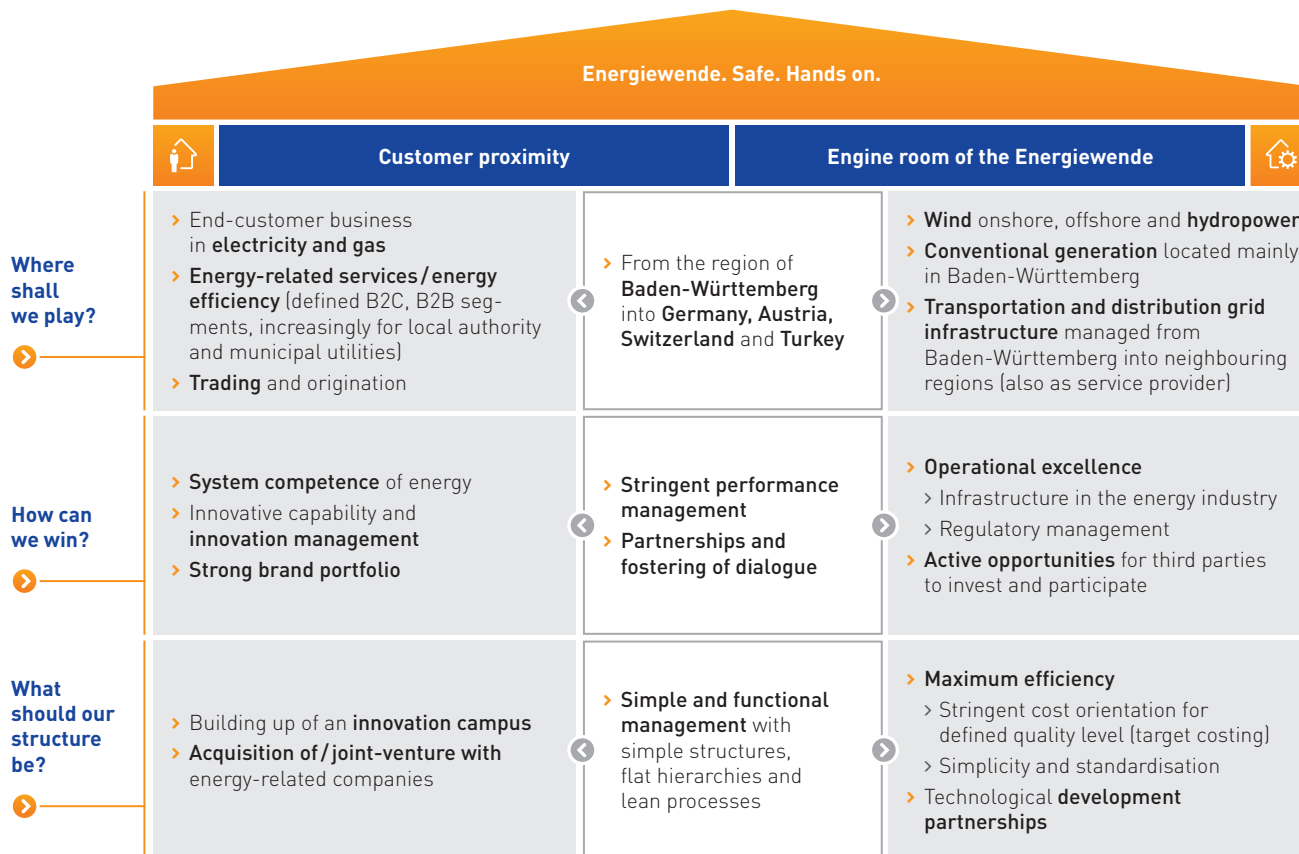 Energiewende. Safe. Hands on.
Customer proximity
Engine room of the Energiewende
Where
shall
we play?
› End-customer business
in electricity and gas
› Energy-related services/energy
efficiency (defined B2C, B2B seg-
ments, increasingly for local authority
and municipal utilities)
› Trading and origination
› From the region of
Baden-Württemberg
into Germany, Austria,
Switzerland and Turkey
› Wind onshore, offshore and hydropower
› Conventional generation located mainly
in Baden-Württemberg
› Transportation and distribution grid
infrastructure managed from
Baden-Württemberg into neighbouring
regions (also as service provider)
How can
we win?
› System competence of energy
› Innovative capability and
innovation management
› Strong brand portfolio
› Stringent performance
management
› Partnerships and
fostering of dialogue
› Operational excellence
› Infrastructure in the energy industry
› Regulatory management
› Active opportunities for third parties
to invest and participate
What
should our
structure
be?
› Building up of an innovation campus
› Acquisition of/joint-venture with
energy-related companies
› Simple and functional
management with
simple structures,
flat hierarchies and
lean processes
› Maximum efficiency
› Stringent cost orientation for
defined quality level (target costing)
› Simplicity and standardisation
› Technological development
partnerships